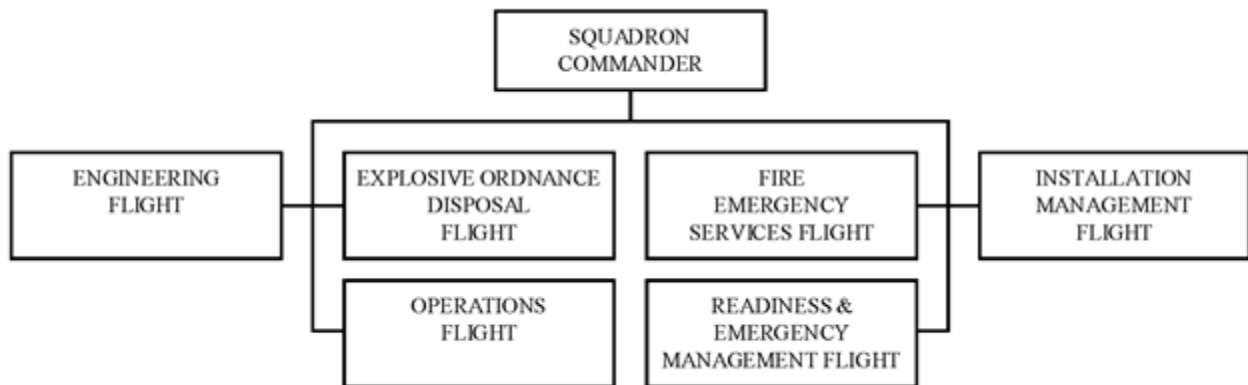 SQUADRON
COMMANDER
ENGINEERING
FLIGHT
EXPLOSIVE ORDNANCE
DISPOSAL
FLIGHT
FIRE
EMERGENCY
SERVICES FLIGHT
INSTALLATION
MANAGEMENT
FLIGHT
OPERATIONS
FLIGHT
READINESS &
EMERGENCY
MANAGEMENT FLIGHT